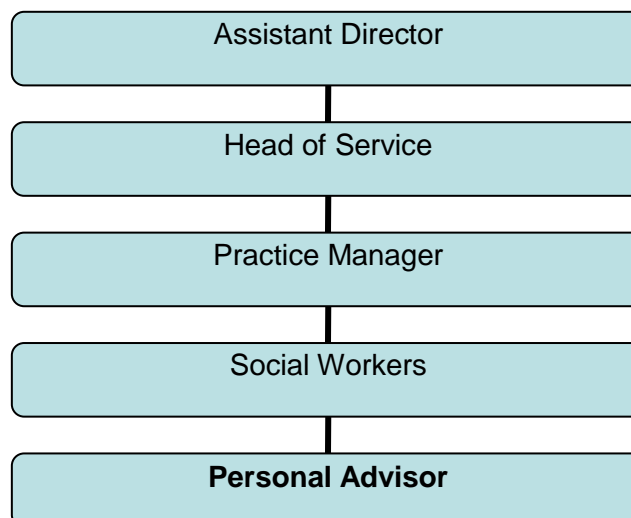 Assistant Director
Head of Service
Practice Manager
Social Workers
Personal Advisor